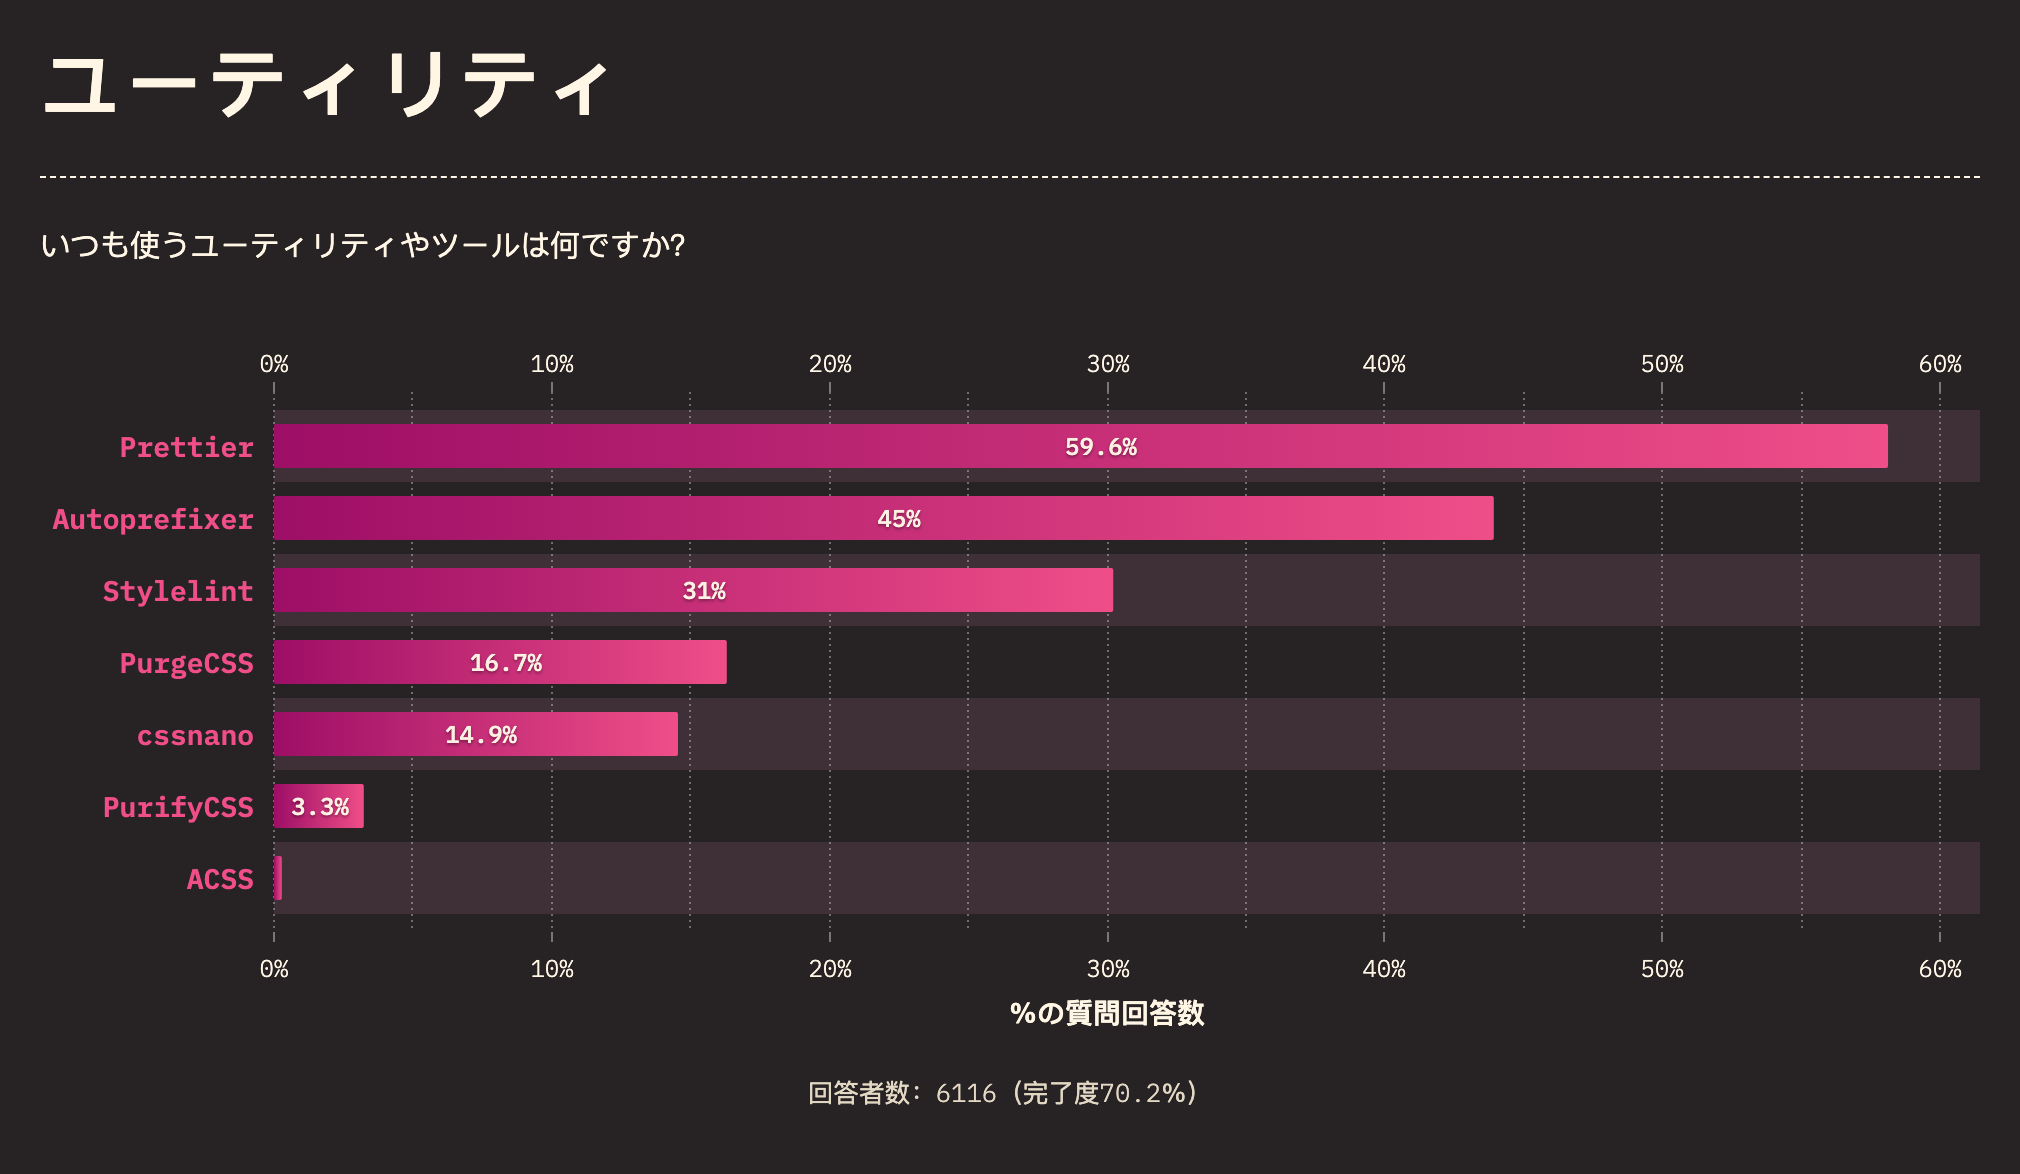 ユーティリティ
いつも使うユーティリティやツールは何ですか?
0% 10% 20% 30% 40% 50% 60%
Prettier 59.6%
Autoprefixer 45%
Stylelint 31%
PurgeCSS 16.7%
cssnano 14.9%
PurifyCSS 3.3%
ACSS
0% 10% 20% 30% 40% 50% 60%
%の質問回答数
回答者数: 6116 (完了度70.2%)